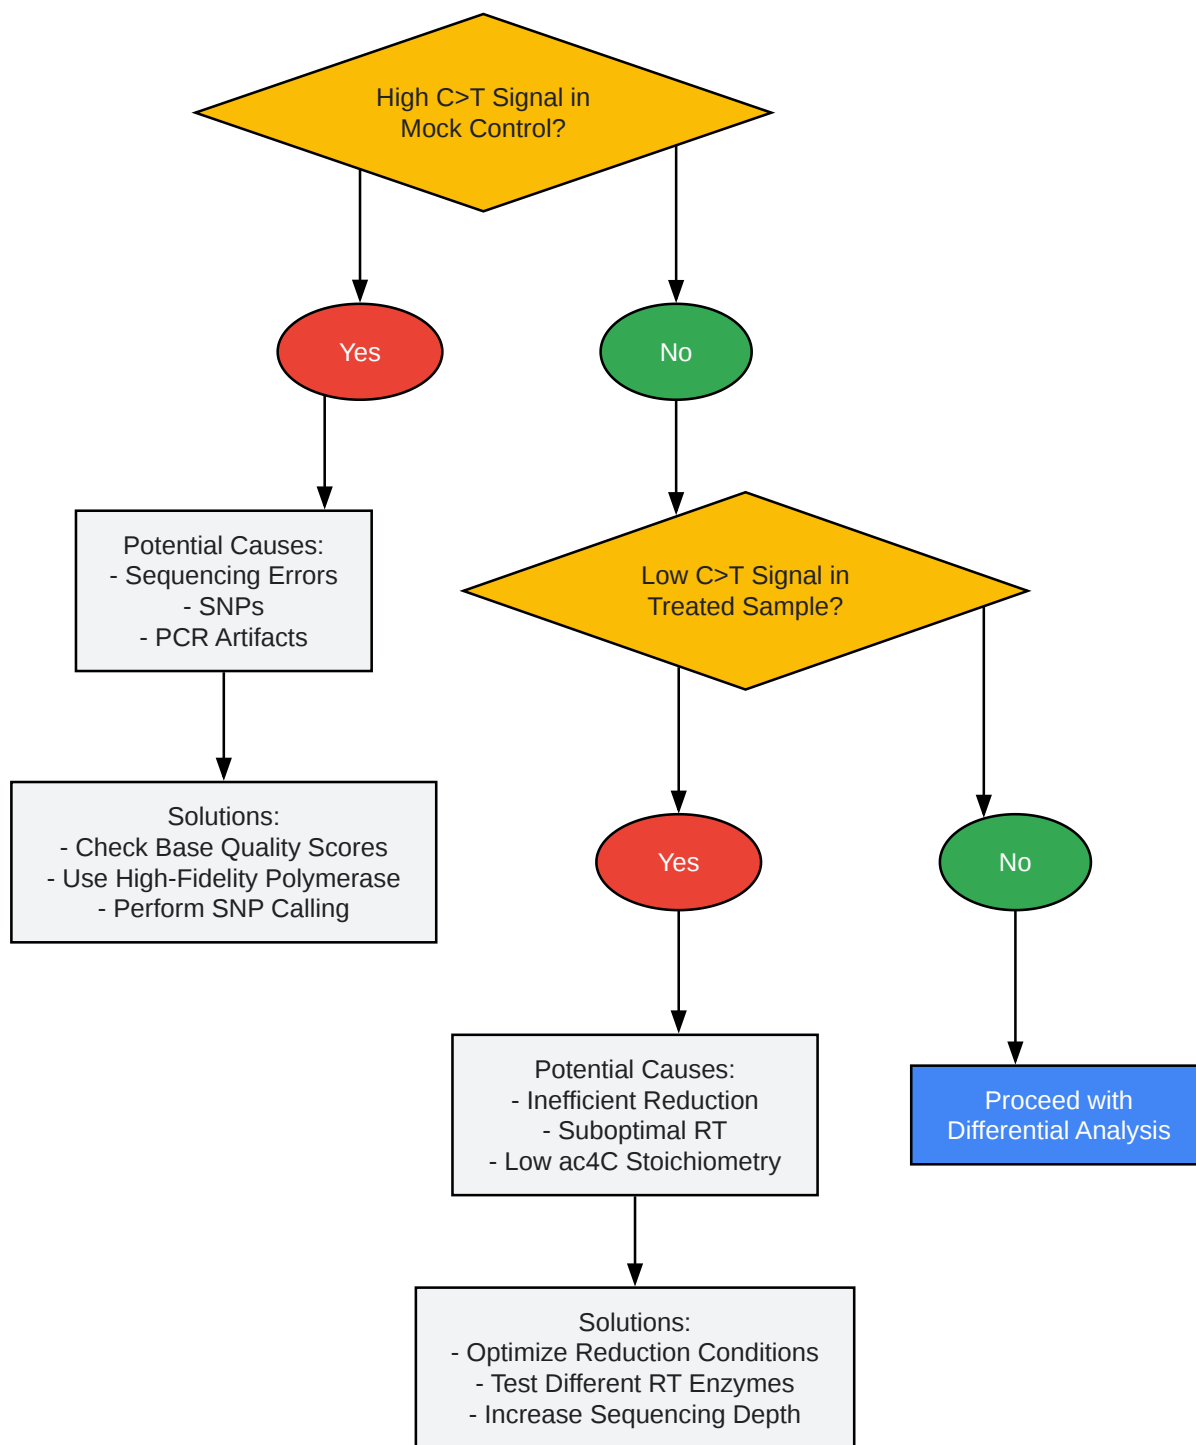 High C>T Signal in
Mock Control?
Yes
No
Potential Causes:
- Sequencing Errors
- SNPs
- PCR Artifacts
Low C>T Signal in
Treated Sample?
Solutions:
- Check Base Quality Scores
- Use High-Fidelity Polymerase
- Perform SNP Calling
Yes
No
Potential Causes:
- Inefficient Reduction
- Suboptimal RT
- Low ac4C Stoichiometry
Proceed with
Differential Analysis
Solutions:
- Optimize Reduction Conditions
- Test Different RT Enzymes
- Increase Sequencing Depth